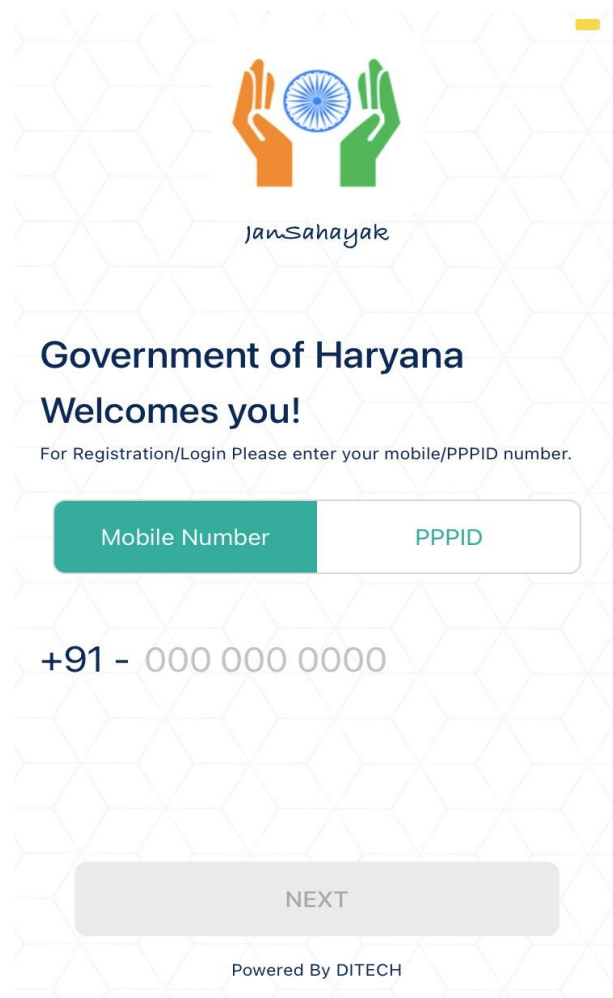 JanSahayak
Government of Haryana
Welcomes you!
For Registration/Login Please enter your mobile/PPPID number.
Mobile Number PPPID
+91 - 000 000 0000
NEXT
Powered By DITECH